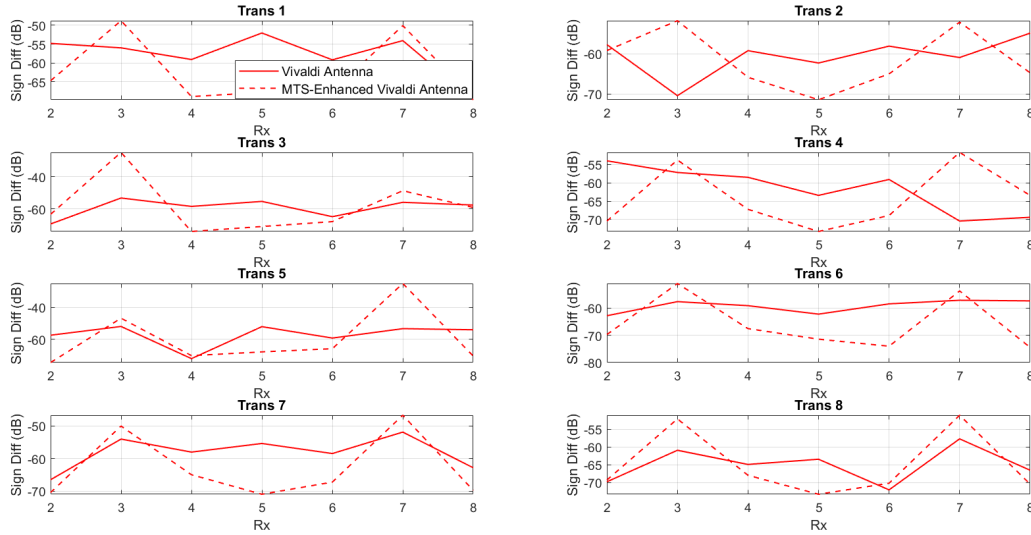 Trans 1
Sign Diff (dB)
-50
-55
-60
-65
Vivaldi Antenna
MTS-Enhanced Vivaldi Antenna
2 3 4 5 6 7 8
Rx
Trans 2
Sign Diff (dB)
-60
-70
2 3 4 5 6 7 8
Rx
Trans 3
Sign Diff (dB)
-40
-60
2 3 4 5 6 7 8
Rx
Trans 4
Sign Diff (dB)
-55
-60
-65
-70
2 3 4 5 6 7 8
Rx
Trans 5
Sign Diff (dB)
-40
-60
2 3 4 5 6 7 8
Rx
Trans 6
Sign Diff (dB)
-60
-70
-80
2 3 4 5 6 7 8
Rx
Trans 7
Sign Diff (dB)
-50
-60
-70
2 3 4 5 6 7 8
Rx
Trans 8
Sign Diff (dB)
-55
-60
-65
-70
2 3 4 5 6 7 8
Rx